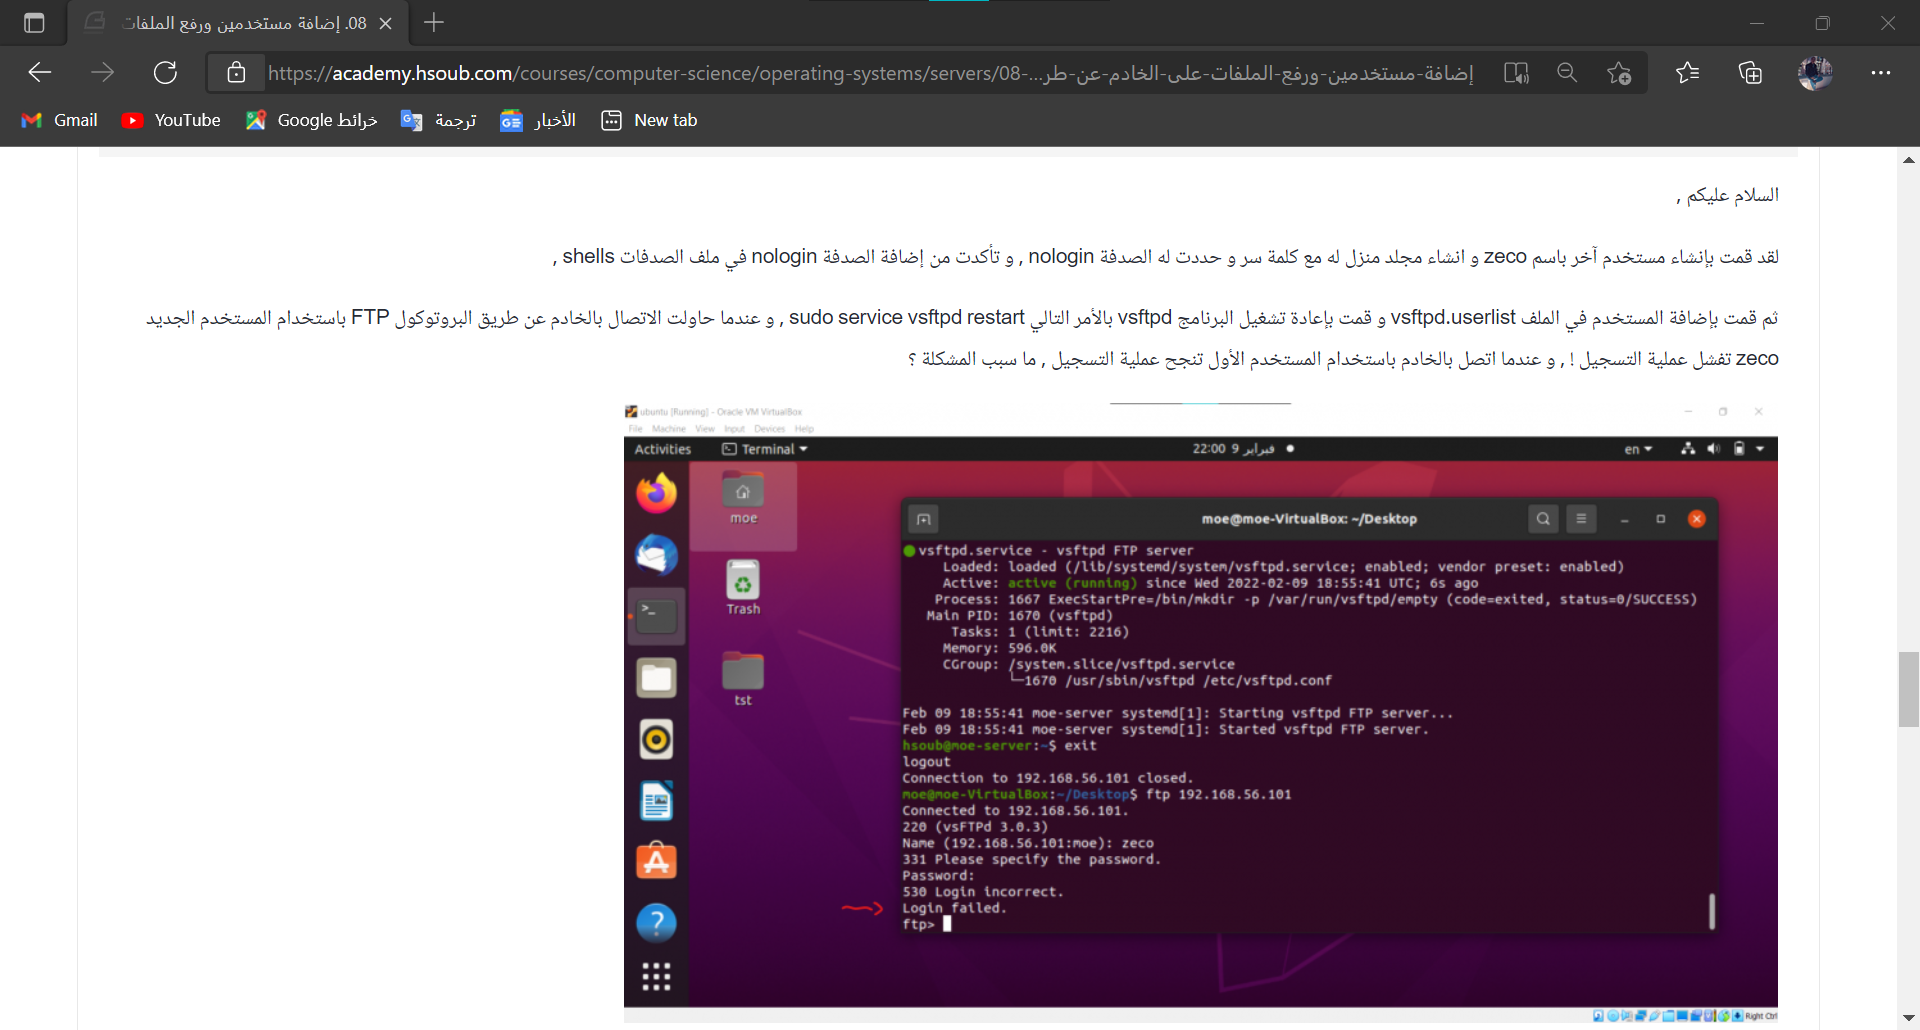 08. إضافة مستخدمين ورفع الملفات
https://academy.hsoub.com/courses/computer-science/operating-systems/servers/08-إضافة-مستخدمين-ورفع-الملفات-على-الخادم-عن-طر...
Gmail
YouTube
خرائط Google
ترجمة
الأخبار
New tab
السلام عليكم ,
لقد قمت بإنشاء مستخدم آخر باسم zeco و انشاء مجلد منزل له مع كلمة سر و حددت له الصدفة nologin , و تأكدت من إضافة الصدفة nologin في ملف الصدفات shells ,
ثم قمت بإضافة المستخدم في الملف vsftpd.userlist و قمت بإعادة تشغيل البرنامج vsftpd بالأمر التالي sudo service vsftpd restart , و عندما حاولت الاتصال بالخادم عن طريق البروتوكول FTP باستخدام المستخدم الجديد
zeco تفشل عملية التسجيل ! , و عندما اتصل بالخادم باستخدام المستخدم الأول تنجح عملية التسجيل , ما سبب المشكلة ؟
ubuntu [Running] - Oracle VM VirtualBox
File Machine View Input Devices Help
Activities
Terminal
22:00 9 فبراير
en
moe
Trash
tst
moe@moe-VirtualBox: ~/Desktop
vsftpd.service - vsftpd FTP server
Loaded: loaded (/lib/systemd/system/vsftpd.service; enabled; vendor preset: enabled)
Active: active (running) since Wed 2022-02-09 18:55:41 UTC; 6s ago
Process: 1667 ExecStartPre=/bin/mkdir -p /var/run/vsftpd/empty (code=exited, status=0/SUCCESS)
Main PID: 1670 (vsftpd)
Tasks: 1 (limit: 2216)
Memory: 596.0K
CGroup: /system.slice/vsftpd.service
└─1670 /usr/sbin/vsftpd /etc/vsftpd.conf
Feb 09 18:55:41 moe-server systemd[1]: Starting vsftpd FTP server...
Feb 09 18:55:41 moe-server systemd[1]: Started vsftpd FTP server.
hsoub@moe-server:~$ exit
logout
Connection to 192.168.56.101 closed.
moe@moe-VirtualBox:~/Desktop$ ftp 192.168.56.101
Connected to 192.168.56.101.
220 (vsFTPd 3.0.3)
Name (192.168.56.101:moe): zeco
331 Please specify the password.
Password:
530 Login incorrect.
Login failed.
ftp>
Right Ctrl